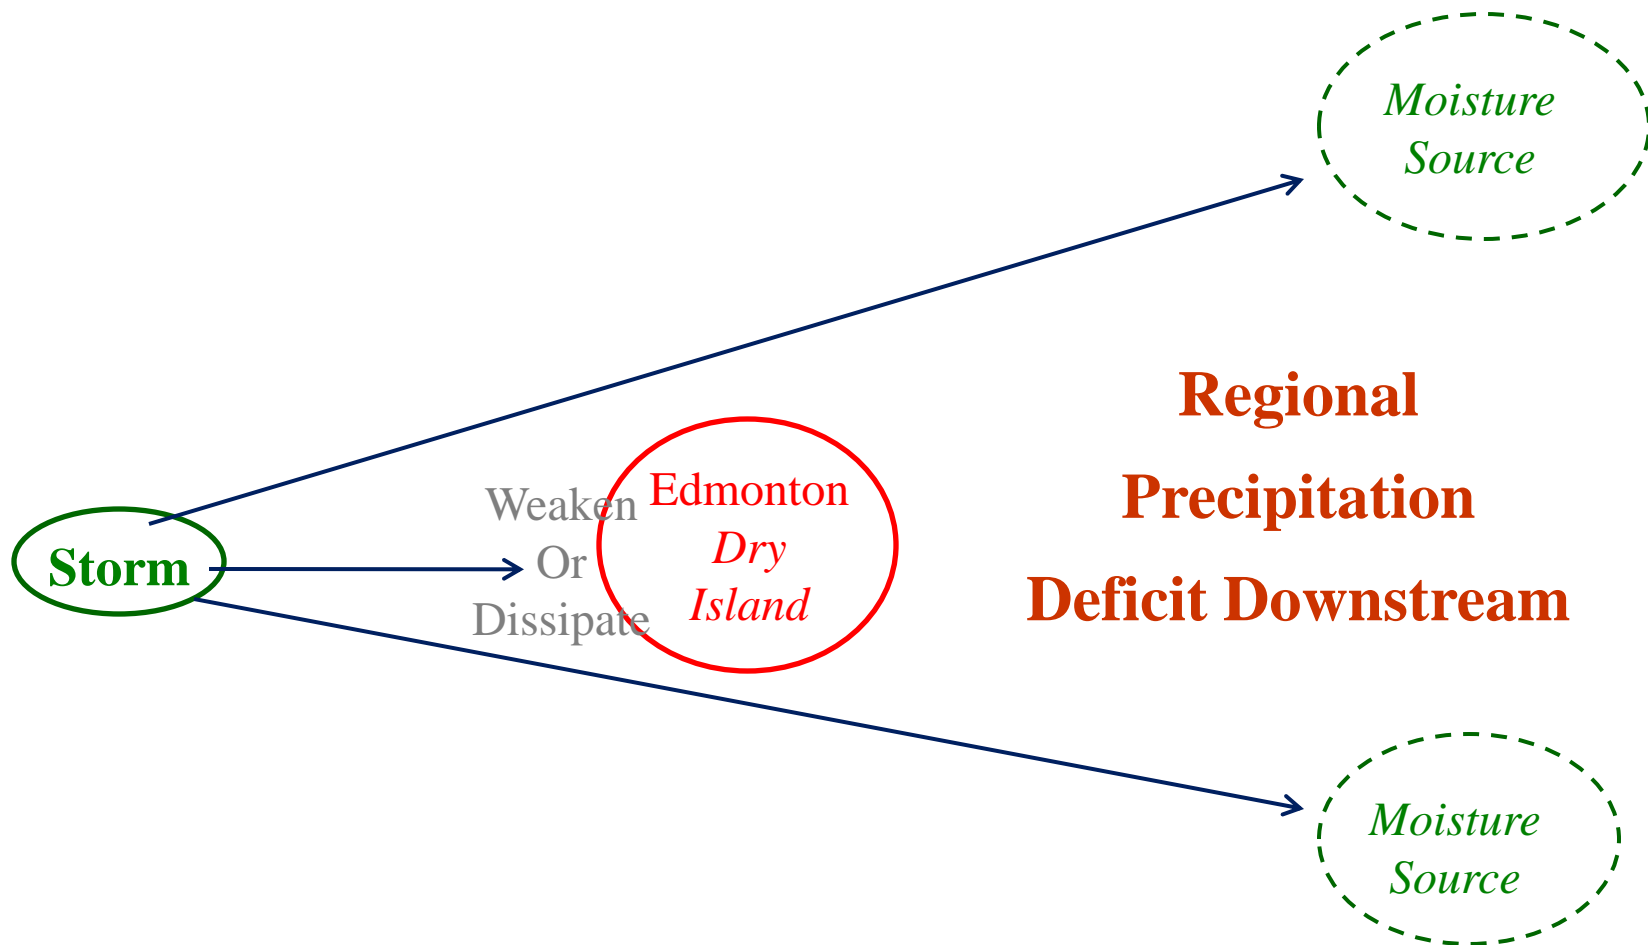 Moisture
Source
Regional
Precipitation
Deficit Downstream
Edmonton
Dry
Island
Weaken
Or
Dissipate
Storm
Moisture
Source